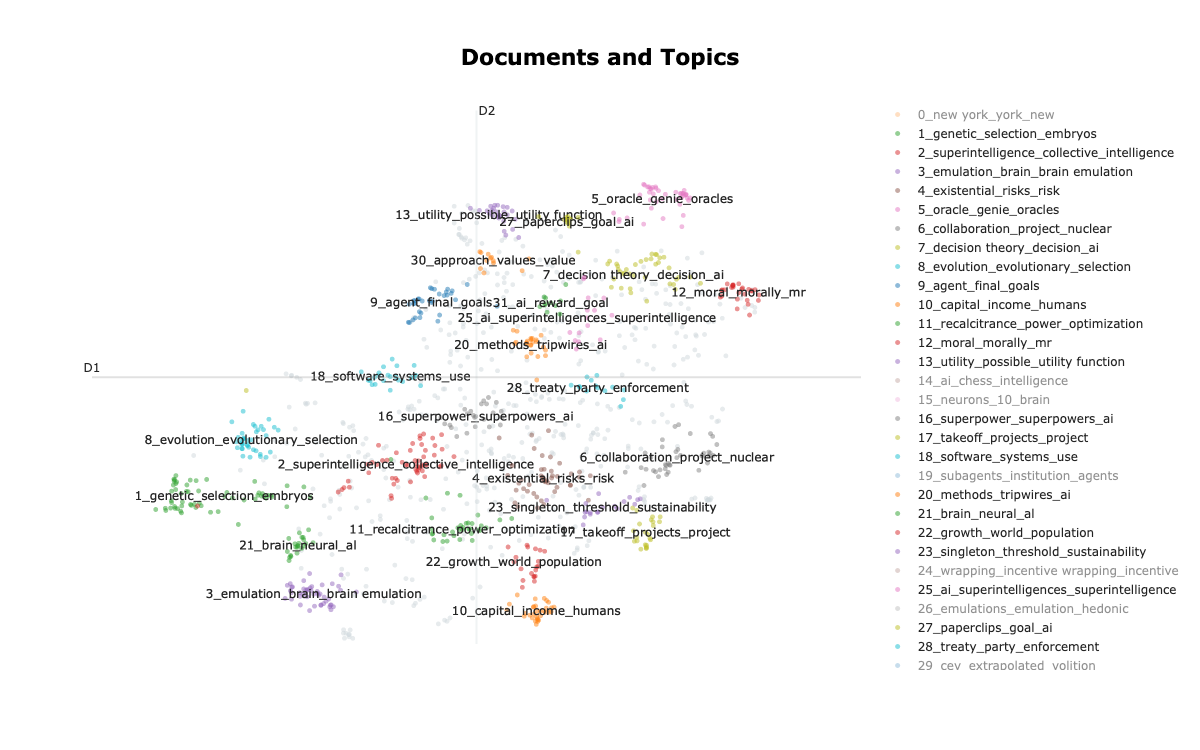 Documents and Topics
D2
D1
5_oracle_genie_oracles
13_utility_possible_utility function
27_paperclips_goal_ai
30_approach_values_value
7_decision theory_decision_ai
12_moral_morally_mr
9_agent_final_goals
31_ai_reward_goal
25_ai_superintelligences_superintelligence
20_methods_tripwires_ai
18_software_systems_use
28_treaty_party_enforcement
16_superpower_superpowers_ai
8_evolution_evolutionary_selection
2_superintelligence_collective_intelligence
6_collaboration_project_nuclear
4_existential_risks_risk
1_genetic_selection_embryos
23_singleton_threshold_sustainability
11_recalcitrance_power_optimization
17_takeoff_projects_project
21_brain_neural_al
22_growth_world_population
3_emulation_brain_brain emulation
10_capital_income_humans
0_new york_york_new
1_genetic_selection_embryos
2_superintelligence_collective_intelligence
3_emulation_brain_brain emulation
4_existential_risks_risk
5_oracle_genie_oracles
6_collaboration_project_nuclear
7_decision theory_decision_ai
8_evolution_evolutionary_selection
9_agent_final_goals
10_capital_income_humans
11_recalcitrance_power_optimization
12_moral_morally_mr
13_utility_possible_utility function
14_ai_chess_intelligence
15_neurons_10_brain
16_superpower_superpowers_ai
17_takeoff_projects_project
18_software_systems_use
19_subagents_institution_agents
20_methods_tripwires_ai
21_brain_neural_al
22_growth_world_population
23_singleton_threshold_sustainability
24_wrapping_incentive wrapping_incentive
25_ai_superintelligences_superintelligence
26_emulations_emulation_hedonic
27_paperclips_goal_ai
28_treaty_party_enforcement
29_cev_extrapolated_volition